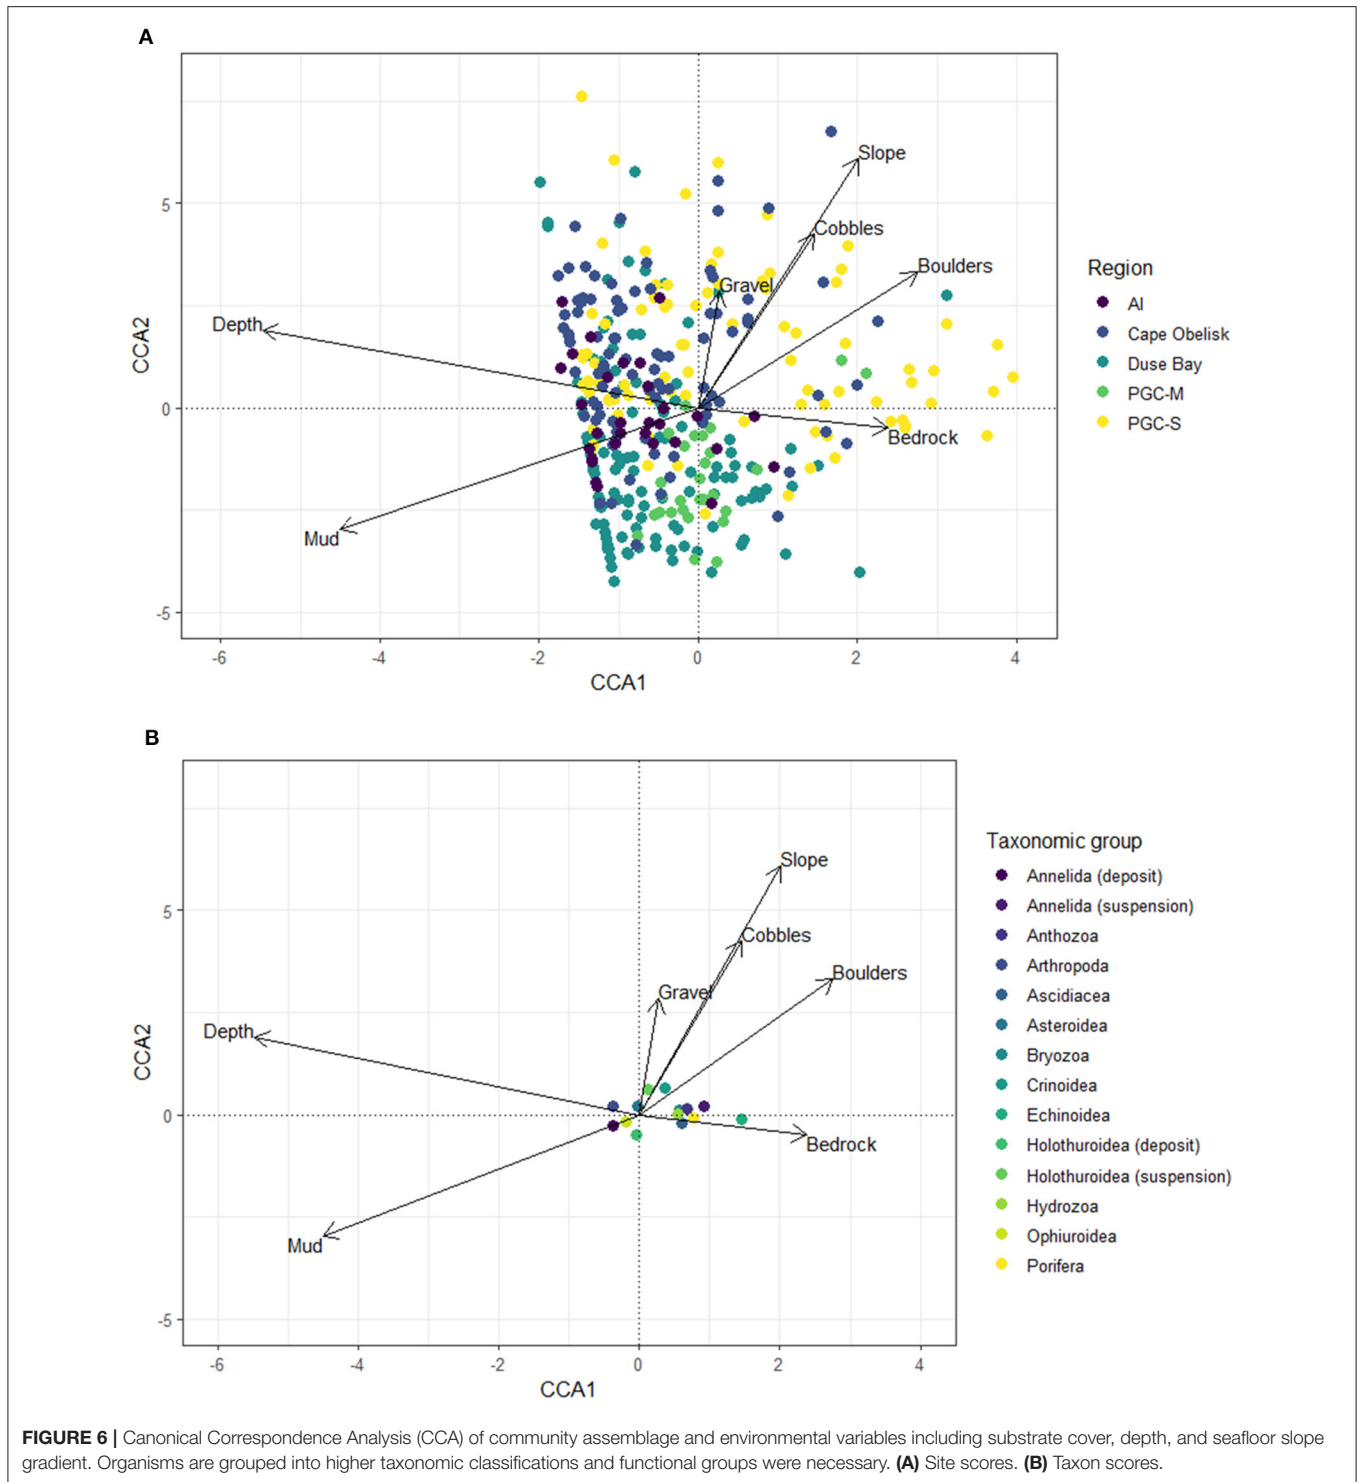 A
Slope
Cobbles
Boulders
Gravel
Depth
Bedrock
Mud
5
0
-5
CCA2
-6
-4
-2
0
2
4
CCA1
Region
AI
Cape Obelisk
Duse Bay
PGC-M
PGC-S
B
Slope
Cobbles
Boulders
Gravel
Depth
Bedrock
Mud
5
0
-5
CCA2
-6
-4
-2
0
2
4
CCA1
Taxonomic group
Annelida (deposit)
Annelida (suspension)
Anthozoa
Arthropoda
Ascidiacea
Asteroidea
Bryozoa
Crinoidea
Echinoidea
Holothuroidea (deposit)
Holothuroidea (suspension)
Hydrozoa
Ophiuroidea
Porifera
FIGURE 6 | Canonical Correspondence Analysis (CCA) of community assemblage and environmental variables including substrate cover, depth, and seafloor slope
gradient. Organisms are grouped into higher taxonomic classifications and functional groups were necessary. (A) Site scores. (B) Taxon scores.